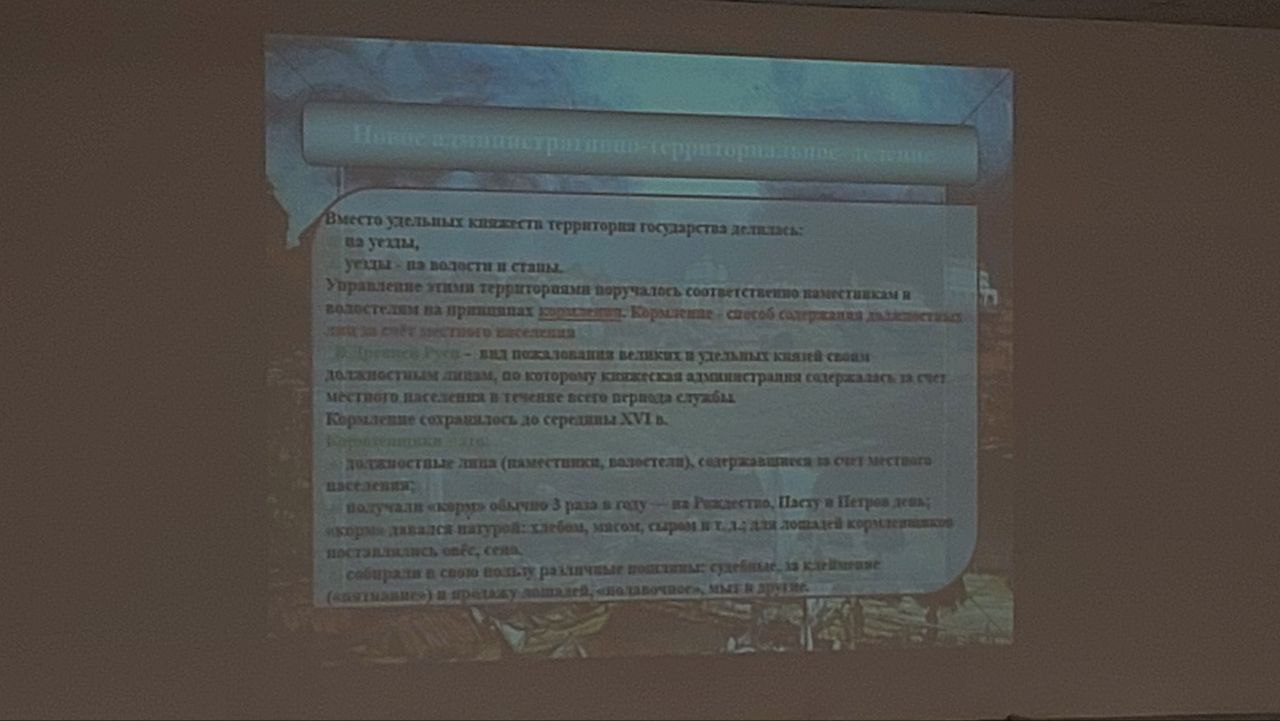 Новое административно-территориальное деление
Вместо удельных княжеств территория государства делилась:
на уезды,
уезды - на волости и станы.
Управление этими территориями поручалось соответственно наместникам и
волостелям на принципах кормления. Кормление - способ содержания должностных
лиц за счёт местного населения
В Древней Руси - вид пожалования великих и удельных князей своим
должностным лицам, по которому княжеская администрация содержалась за счет
местного населения в течение всего периода службы.
Кормление сохранилось до середины XVI в.
Кормленщики - это:
должностные лица (наместники, волостели), содержавшиеся за счет местного
населения;
получали «корм» обычно 3 раза в году — на Рождество, Пасху и Петров день;
«корм» давался натурой: хлебом, мясом, сыром и т. д.; для лошадей кормленщиков
поставлялись овёс, сено.
собирали в свою пользу различные пошлины: судебные, за клеймение
(«пятнание») и продажу лошадей, «полавочное», мыт и другие.